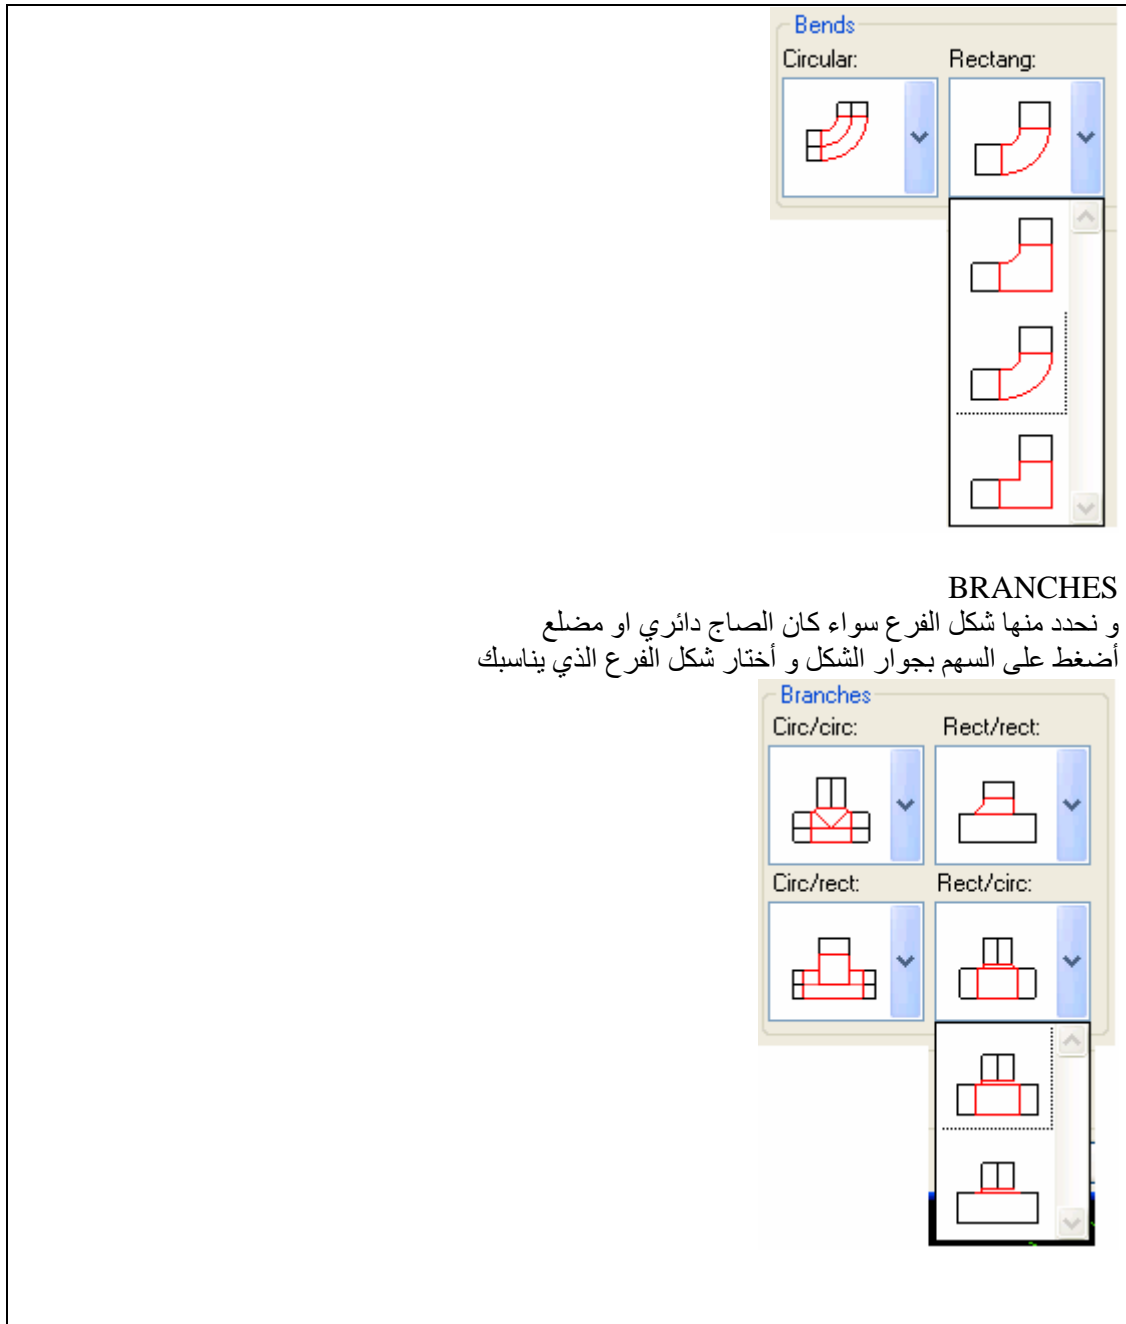 Bends
Circular: Rectang:
BRANCHES
و نحدد منها شكل الفرع سواء كان الصاج دائري او مضلع
أضغط على السهم بجوار الشكل و أختار شكل الفرع الذي يناسبك
Branches
Circ/circ: Rect/rect:
Circ/rect: Rect/circ: